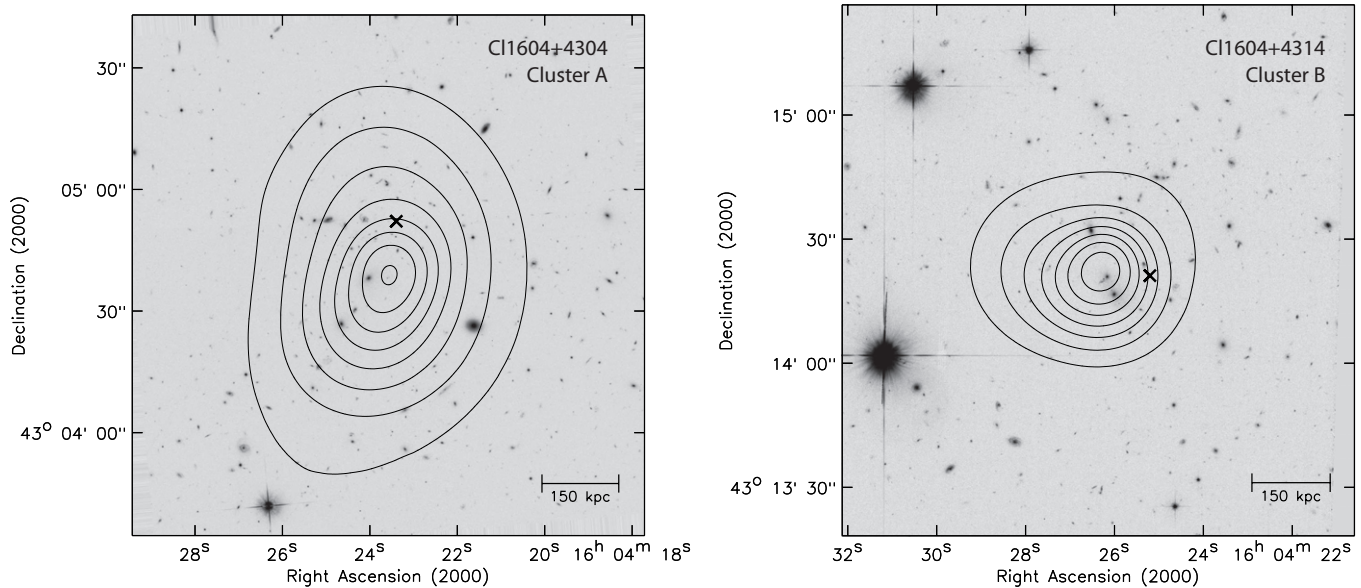 Cl1604+4304
Cluster A
30"
05' 00"
30"
43° 04' 00"
Declination (2000)
150 kpc
28ˢ 26ˢ 24ˢ 22ˢ 20ˢ 16ʰ 04ᵐ 18ˢ
Right Ascension (2000)
Cl1604+4314
Cluster B
15' 00"
30"
14' 00"
43° 13' 30"
Declination (2000)
150 kpc
32ˢ 30ˢ 28ˢ 26ˢ 24ˢ 16ʰ 04ᵐ 22ˢ
Right Ascension (2000)